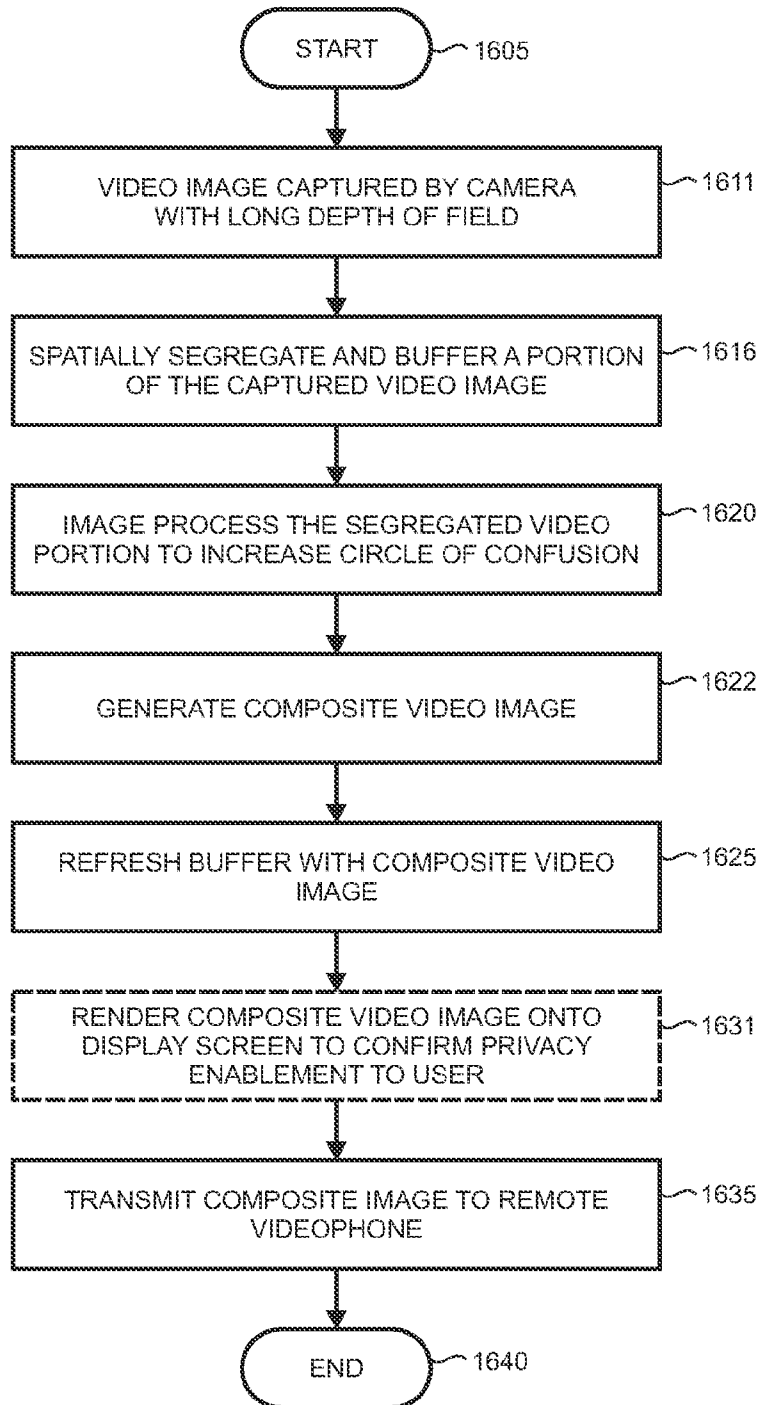 START
1605
VIDEO IMAGE CAPTURED BY CAMERA
WITH LONG DEPTH OF FIELD
1611
SPATIALLY SEGREGATE AND BUFFER A PORTION
OF THE CAPTURED VIDEO IMAGE
1616
IMAGE PROCESS THE SEGREGATED VIDEO
PORTION TO INCREASE CIRCLE OF CONFUSION
1620
GENERATE COMPOSITE VIDEO IMAGE
1622
REFRESH BUFFER WITH COMPOSITE VIDEO
IMAGE
1625
RENDER COMPOSITE VIDEO IMAGE ONTO
DISPLAY SCREEN TO CONFIRM PRIVACY
ENABLEMENT TO USER
1631
TRANSMIT COMPOSITE IMAGE TO REMOTE
VIDEOPHONE
1635
END
1640